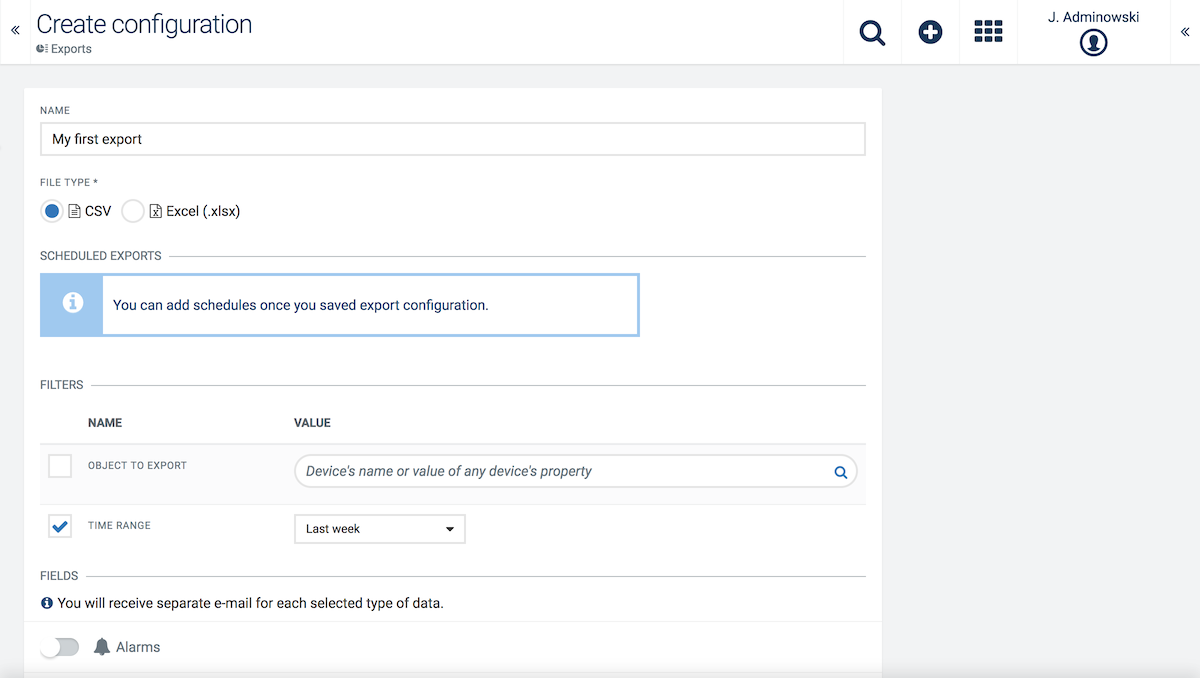 Create configuration
Exports
J. Adminowski
NAME
My first export
FILE TYPE *
CSV Excel (.xlsx)
SCHEDULED EXPORTS
You can add schedules once you saved export configuration.
FILTERS
NAME VALUE
OBJECT TO EXPORT Device's name or value of any device's property
TIME RANGE Last week
FIELDS
You will receive separate e-mail for each selected type of data.
Alarms